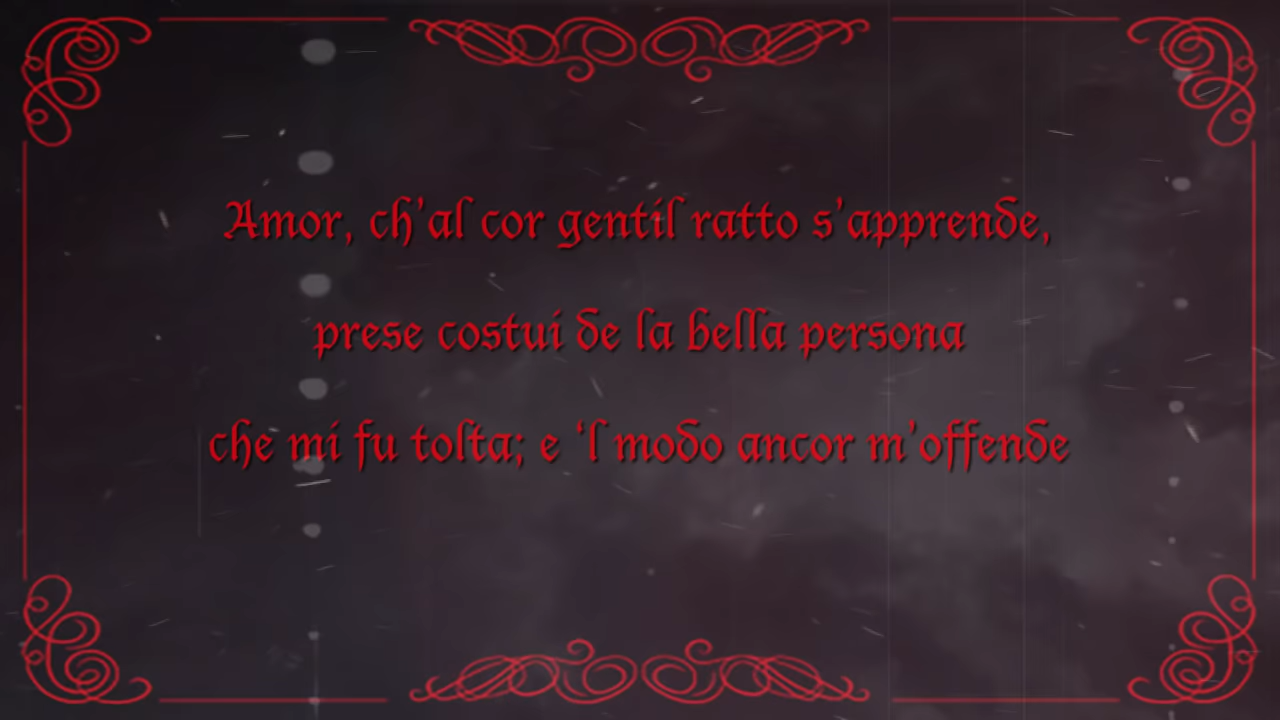 Amor, ch’al cor gentil ratto s’apprende,
prese costui de la bella persona
che mi fu tolta; e ‘l modo ancor m’offende